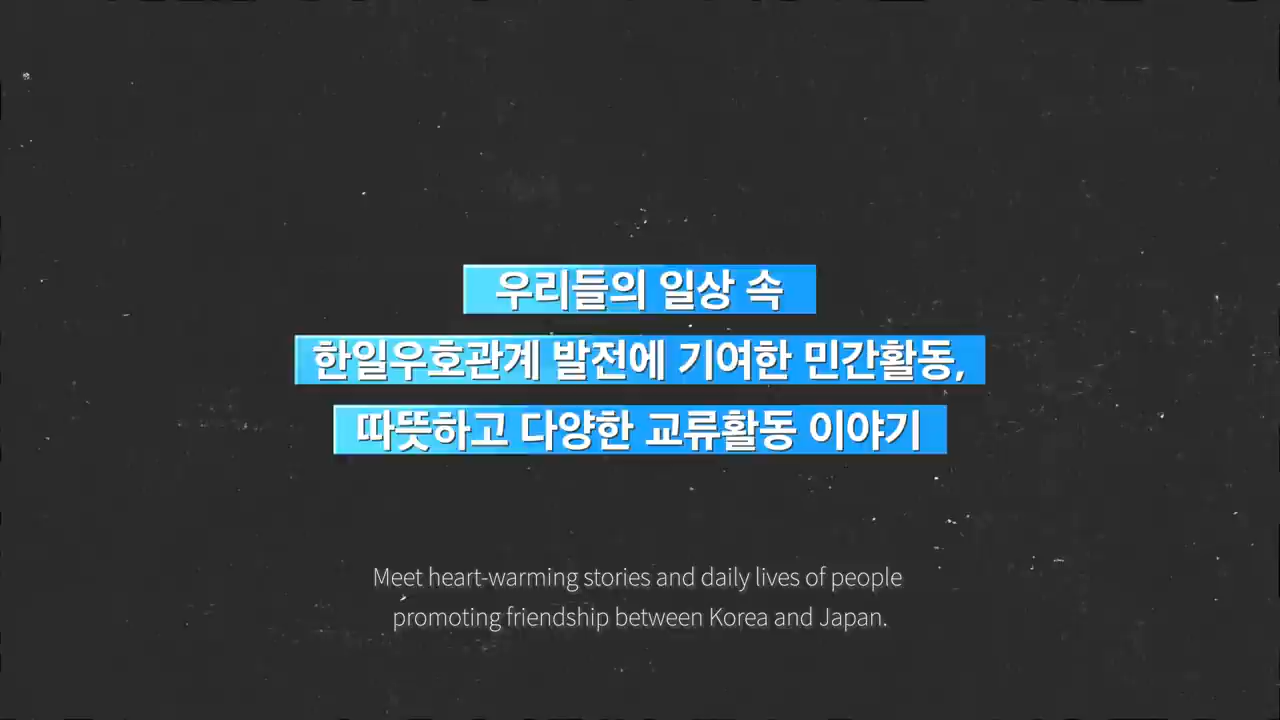 우리들의 일상 속
한일우호관계 발전에 기여한 민간활동,
따뜻하고 다양한 교류활동 이야기
Meet heart-warming stories and daily lives of people
promoting friendship between Korea and Japan.